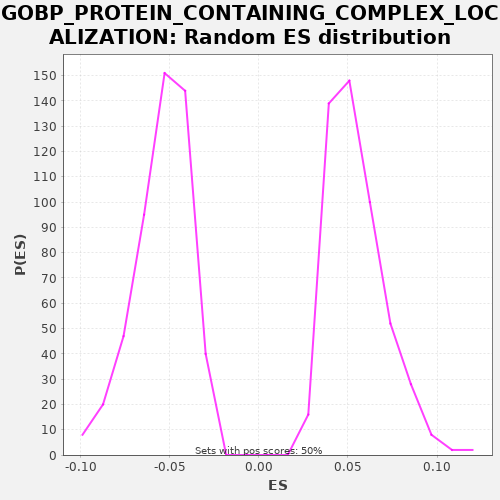 GOBP_PROTEIN_CONTAINING_COMPLEX_LOC
ALIZATION: Random ES distribution
150
140
130
120
110
100
90
80
70
60
50
40
30
20
10
0
P(ES)
Sets with pos scores: 50%
-0.10 -0.05 0.00 0.05 0.10
ES